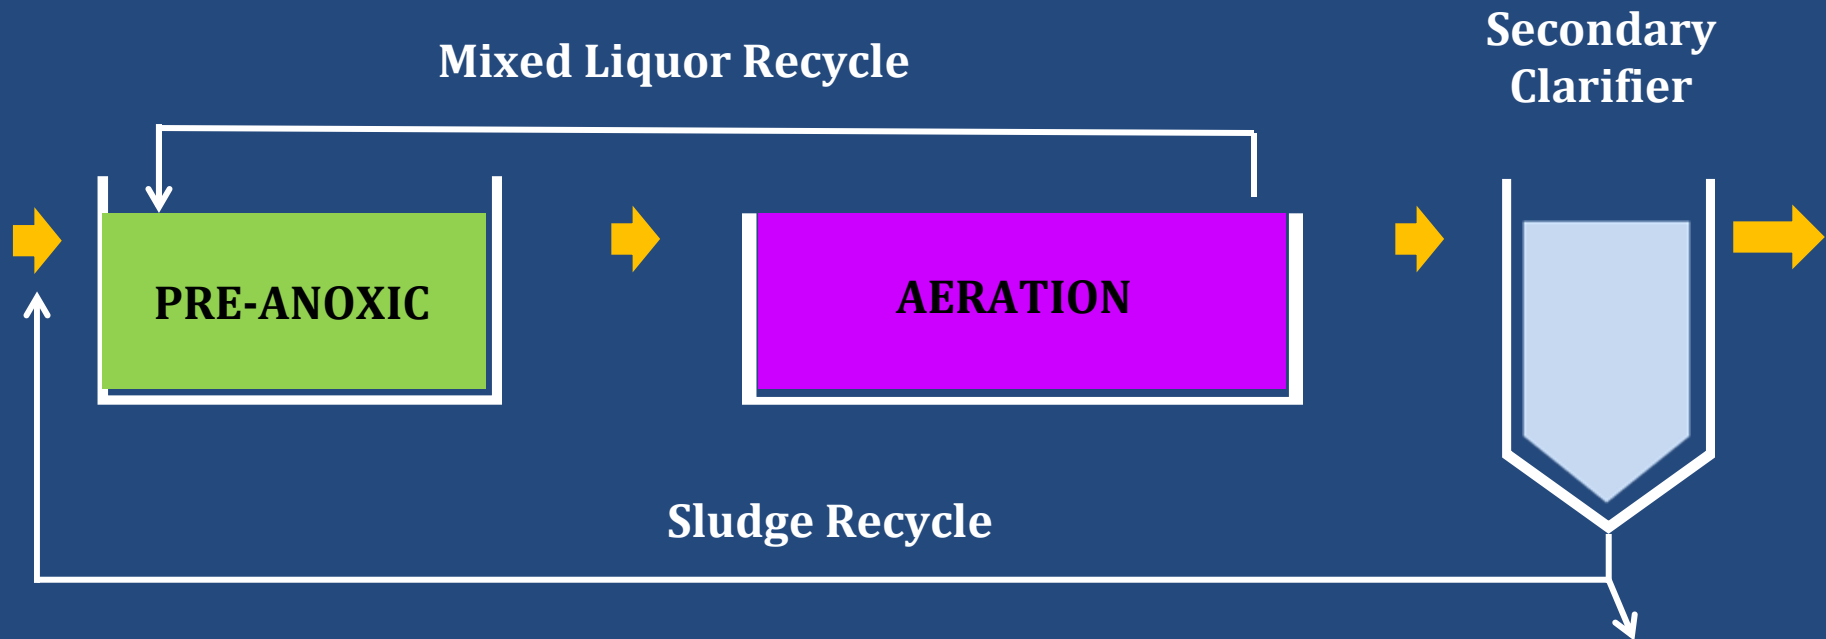 Mixed Liquor Recycle
Secondary
Clarifier
PRE-ANOXIC
AERATION
Sludge Recycle